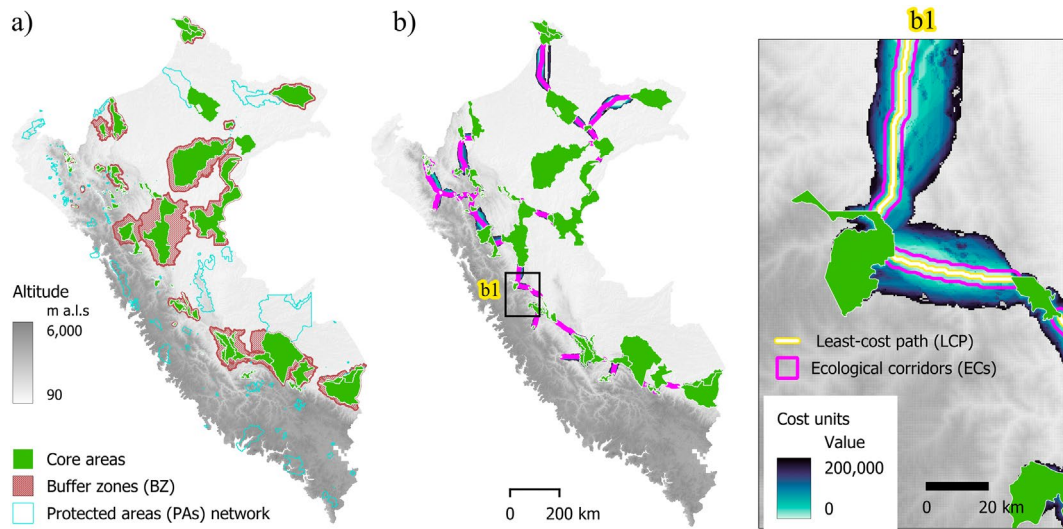 a)
Altitude
m a.l.s
6,000
90
Core areas
Buffer zones (BZ)
Protected areas (PAs) network
b)
b1
0 200 km
b1
Least-cost path (LCP)
Ecological corridors (ECs)
Cost units
Value
200,000
0
0 20 km